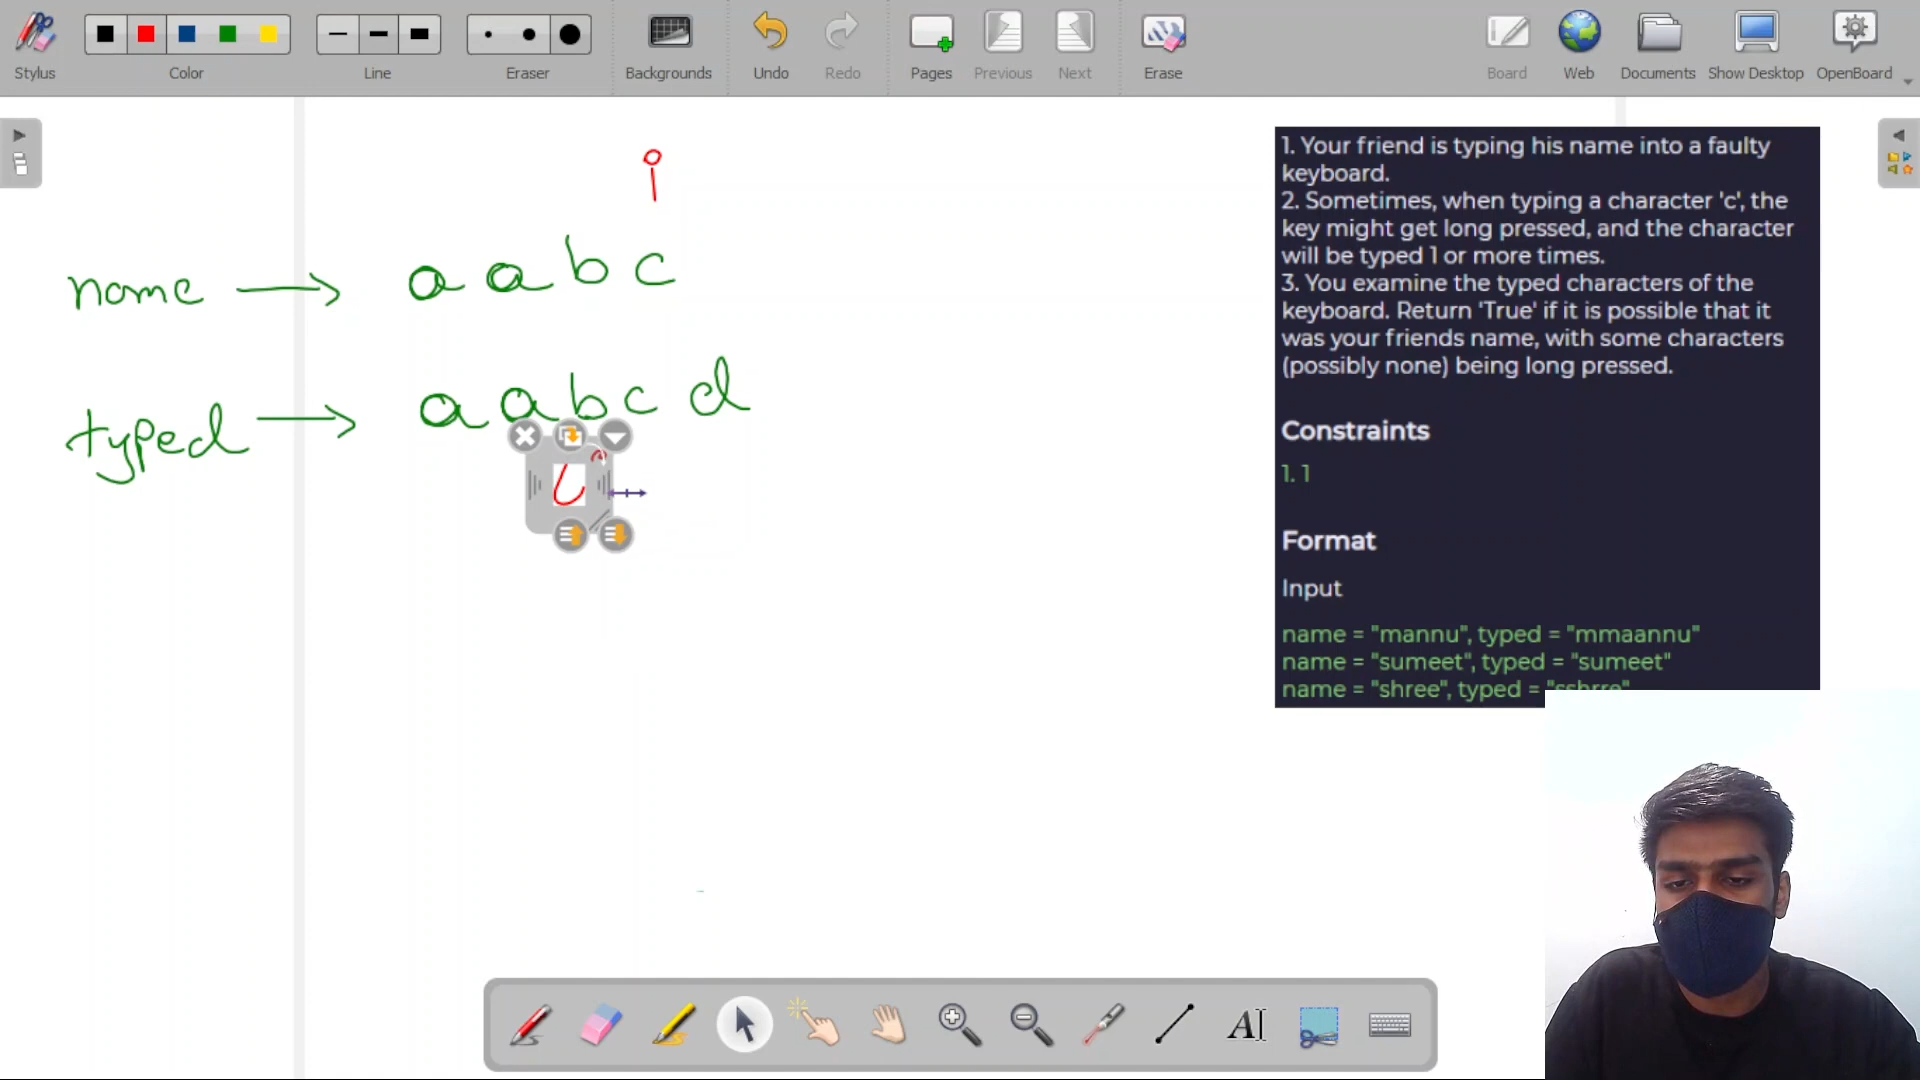 Stylus Color Line Eraser Backgrounds Undo Redo Pages Previous Next Erase Board Web Documents Show Desktop OpenBoard
i
name → a a b c
typed → a a b c d
1. Your friend is typing his name into a faulty
keyboard.
2. Sometimes, when typing a character 'c', the
key might get long pressed, and the character
will be typed 1 or more times.
3. You examine the typed characters of the
keyboard. Return 'True' if it is possible that it
was your friends name, with some characters
(possibly none) being long pressed.
Constraints
1. 1
Format
Input
name = "mannu", typed = "mmaannu"
name = "sumeet", typed = "sumeet"
name = "shree", typed = "sshrre"
AI